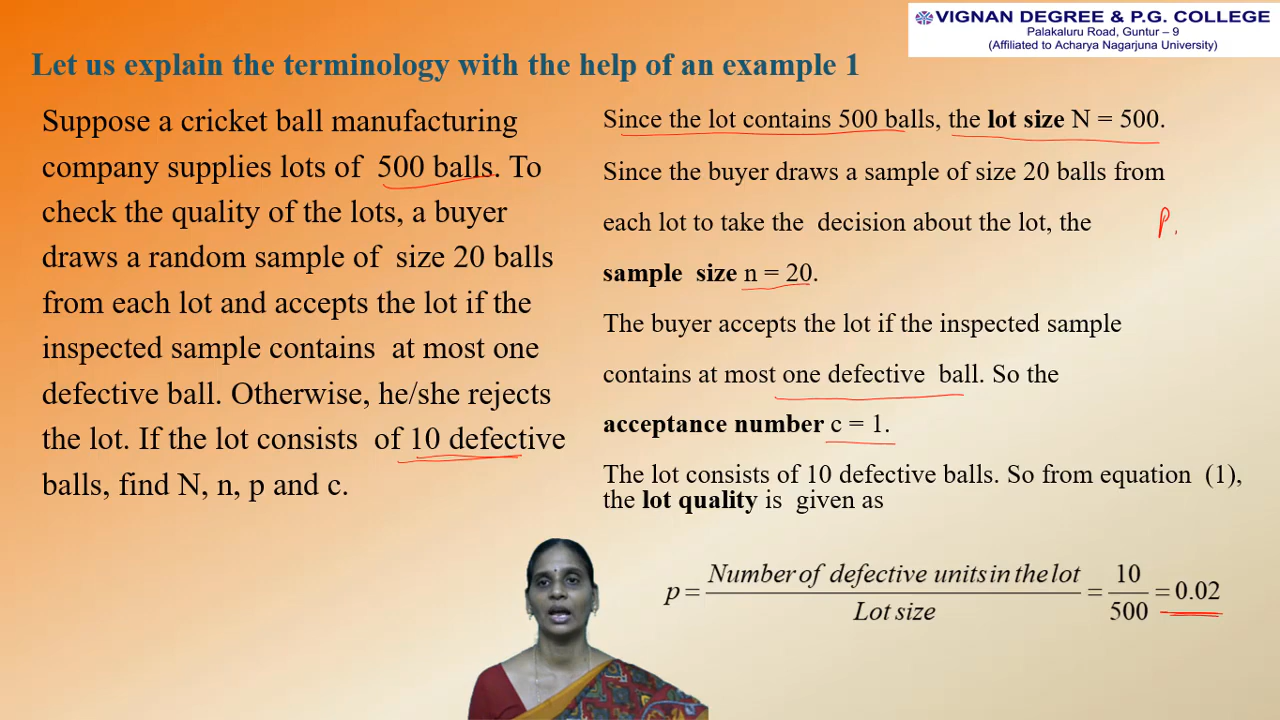 VIGNAN DEGREE & P.G. COLLEGE
Palakaluru Road, Guntur – 9
(Affiliated to Acharya Nagarjuna University)
Let us explain the terminology with the help of an example 1
Suppose a cricket ball manufacturing
company supplies lots of 500 balls. To
check the quality of the lots, a buyer
draws a random sample of size 20 balls
from each lot and accepts the lot if the
inspected sample contains at most one
defective ball. Otherwise, he/she rejects
the lot. If the lot consists of 10 defective
balls, find N, n, p and c.
Since the lot contains 500 balls, the lot size N = 500.
Since the buyer draws a sample of size 20 balls from
each lot to take the decision about the lot, the
P.
sample size n = 20.
The buyer accepts the lot if the inspected sample
contains at most one defective ball. So the
acceptance number c = 1.
The lot consists of 10 defective balls. So from equation (1),
the lot quality is given as
p = Number of defective units in the lot / Lot size = 10 / 500 = 0.02